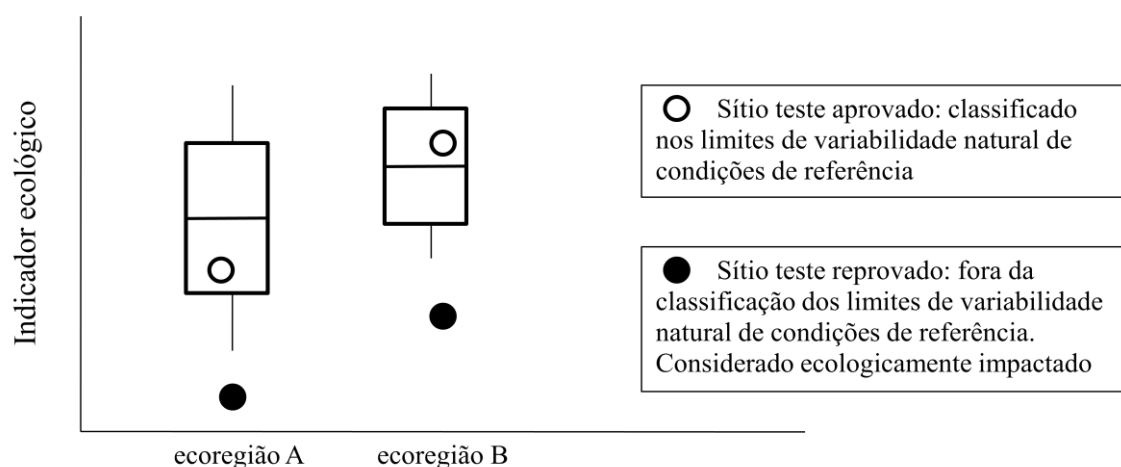 Indicador ecológico
ecoregião A
ecoregião B
Sítio teste aprovado: classificado
nos limites de variabilidade natural de
condições de referência
Sítio teste reprovado: fora da
classificação dos limites de variabilidade
natural de condições de referência.
Considerado ecologicamente impactado